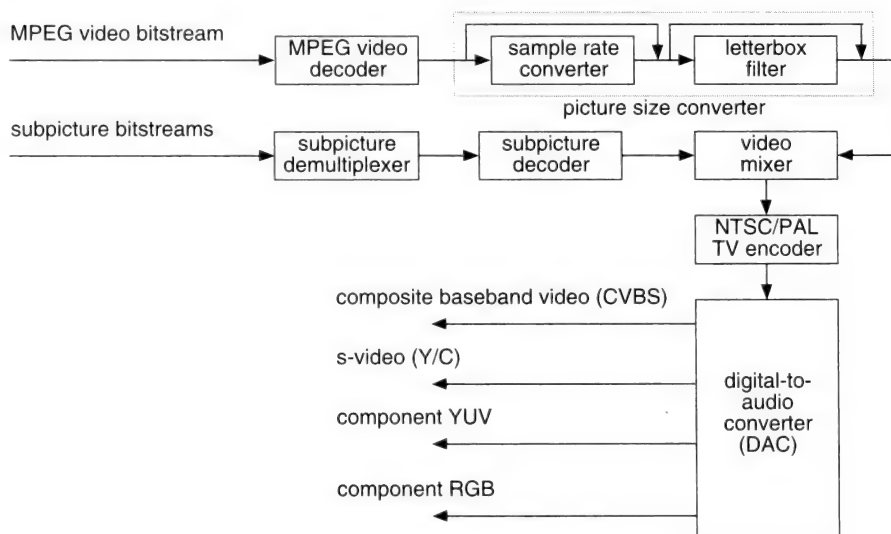 MPEG video bitstream
MPEG video
decoder
sample rate
converter
letterbox
filter
picture size converter
subpicture bitstreams
subpicture
demultiplexer
subpicture
decoder
video
mixer
NTSC/PAL
TV encoder
composite baseband video (CVBS)
s-video (Y/C)
component YUV
component RGB
digital-to-
audio
converter
(DAC)